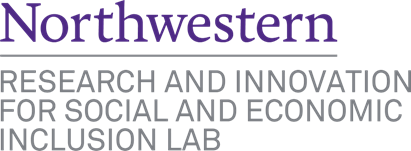 Northwestern
RESEARCH AND INNOVATION
FOR SOCIAL AND ECONOMIC
INCLUSION LAB